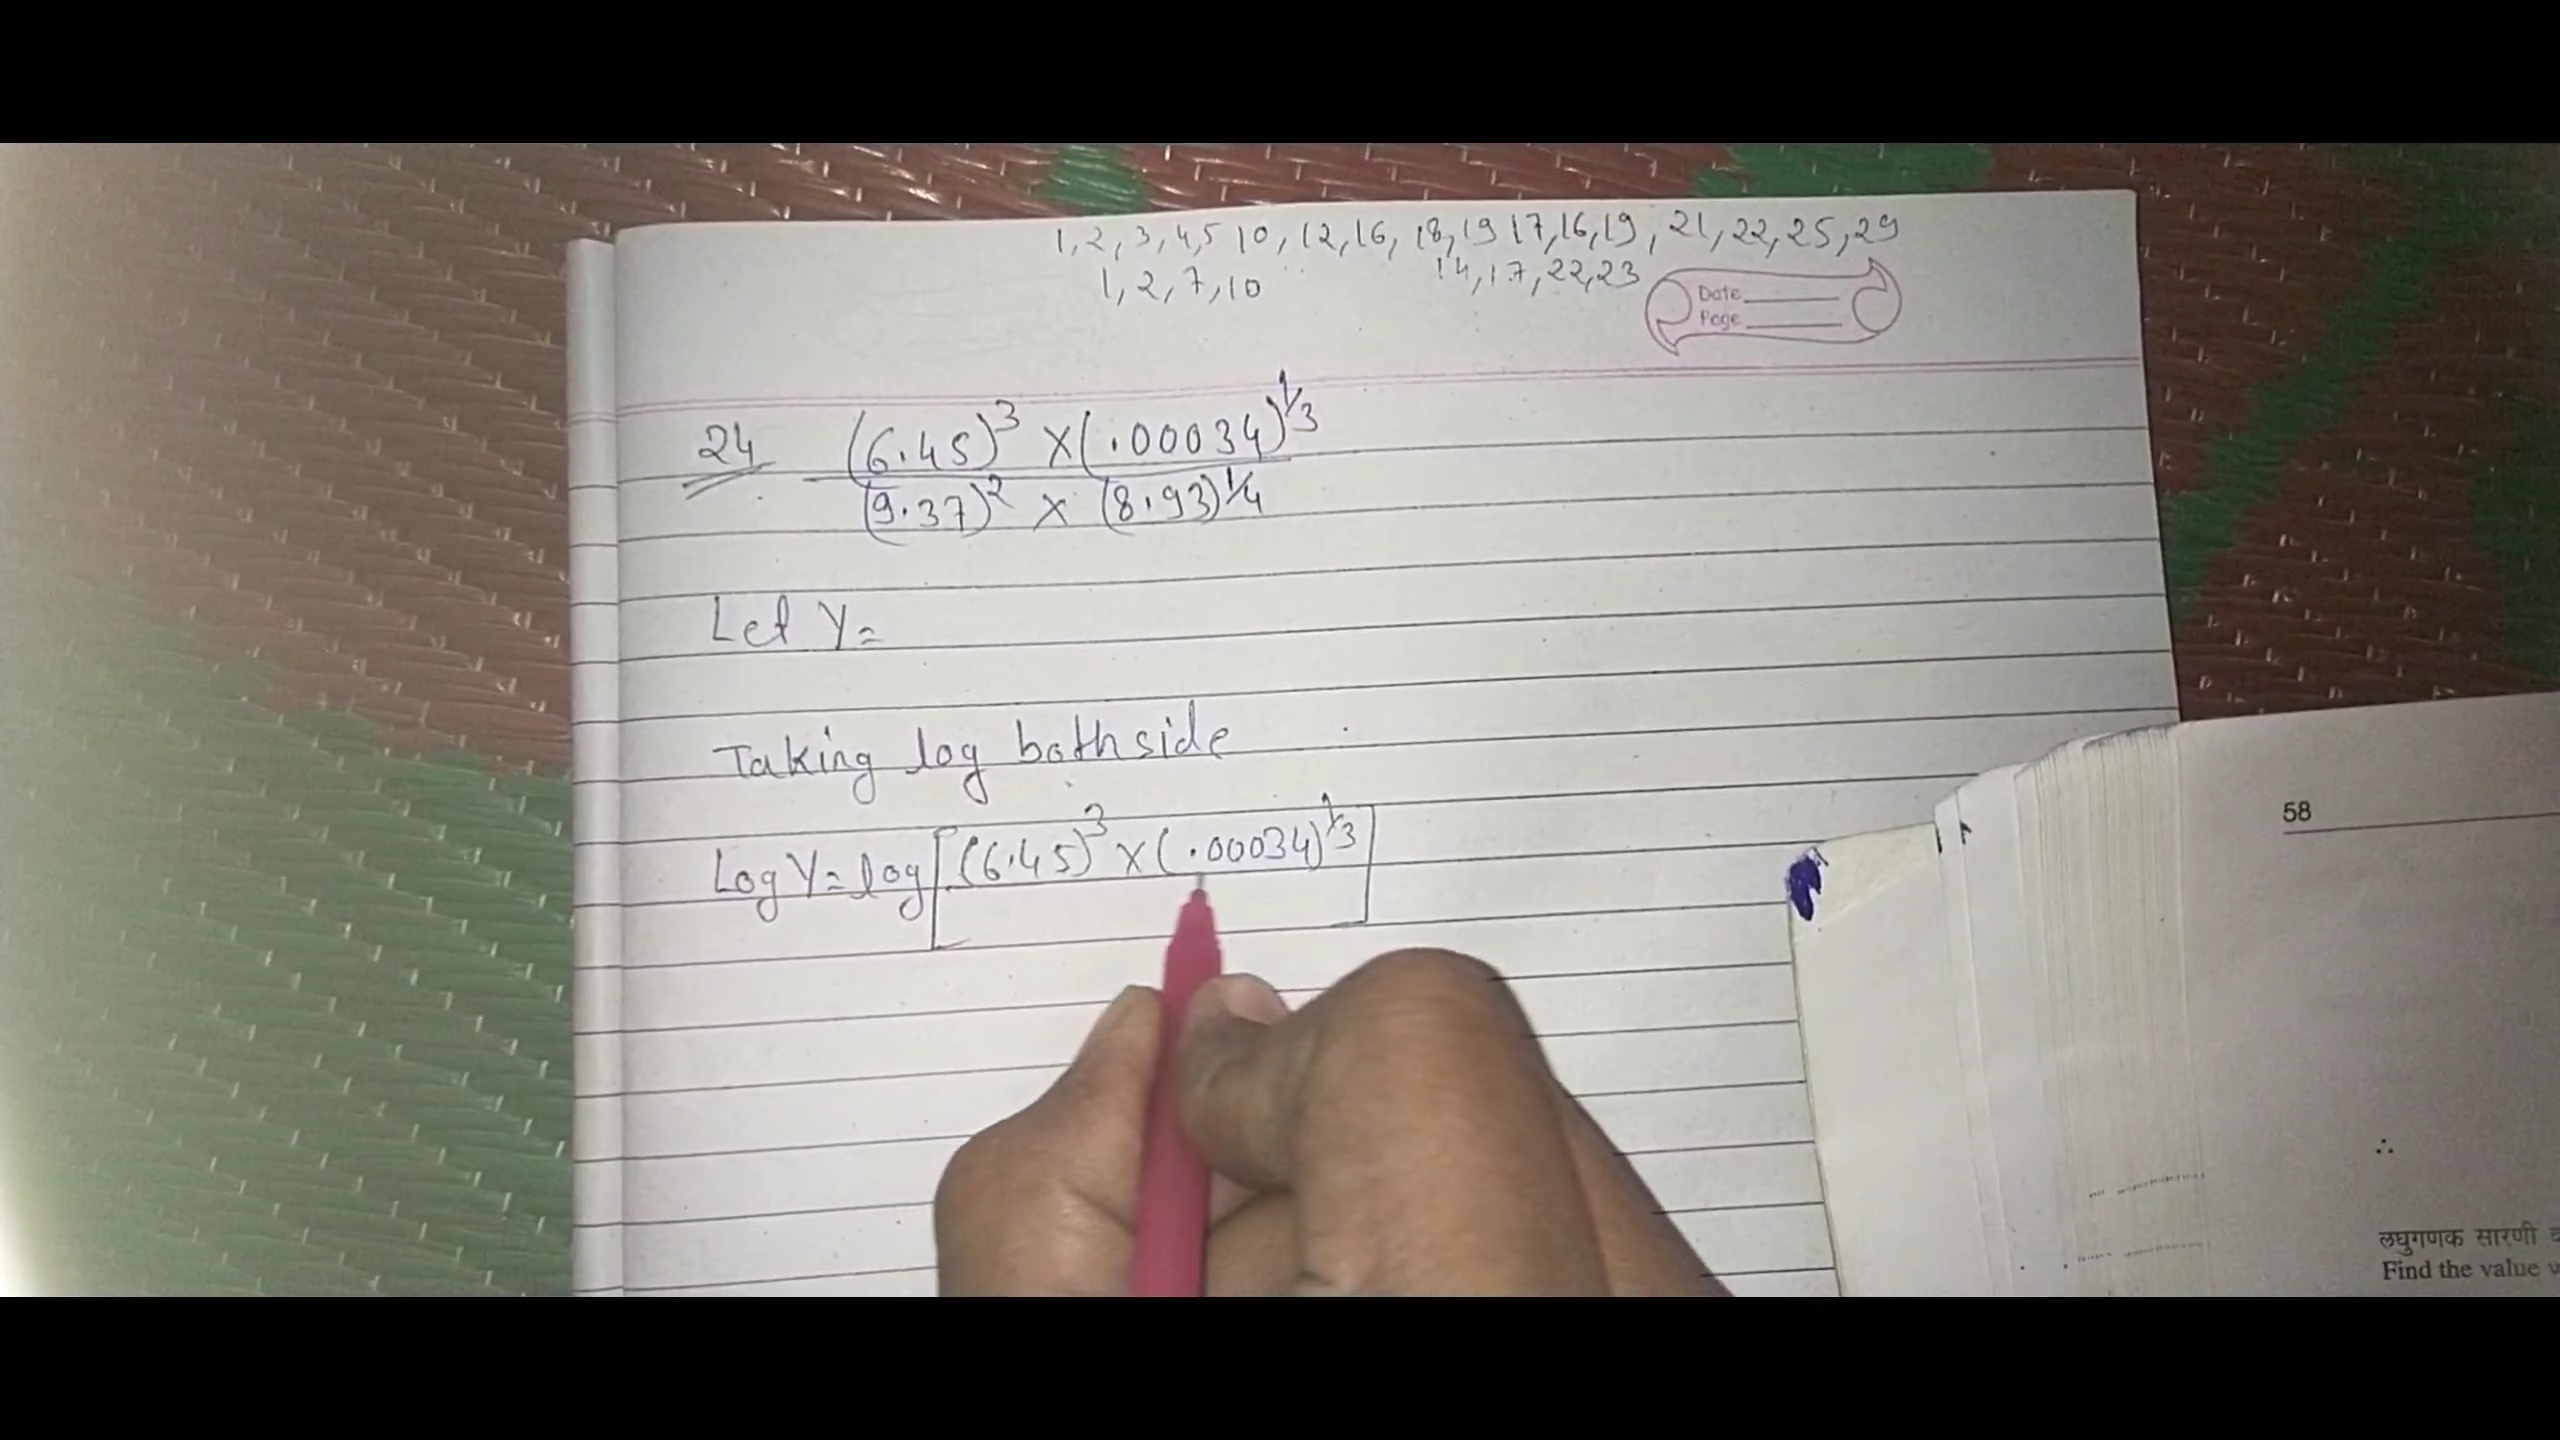 1, 2, 3, 4, 5 10, 12, 16, 18, 19 17, 16, 19, 21, 22, 25, 29
1, 2, 7, 10 14, 17, 22, 23
Date
Page
24 (6.45)^3 X (.00034)^1/3
(9.37)^2 X (8.93)^1/4
Let Y=
Taking log bothside
Log Y= log [(6.45)^3 X (.00034)^1/3]
58
∴
लघुगणक सारणी
Find the value